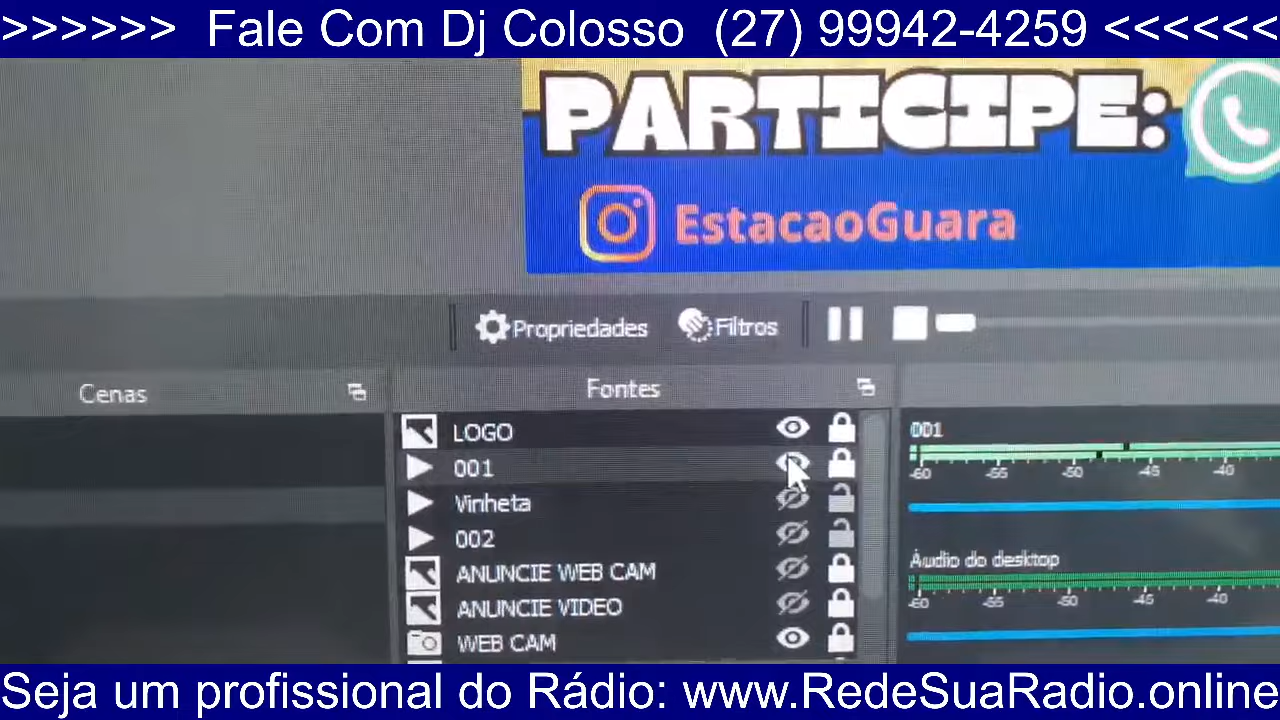 >>>>>> Fale Com Dj Colosso (27) 99942-4259 <<<<<<
PARTICIPE:
EstacaoGuara
Propriedades Filtros
Cenas Fontes
LOGO
001
Vinheta
002
ANUNCIE WEB CAM
ANUNCIE VIDEO
WEB CAM
001
-60 -55 -50 -45 -40
Áudio do desktop
-60 -55 -50 -45 -40
Seja um profissional do Rádio: www.RedeSuaRadio.online